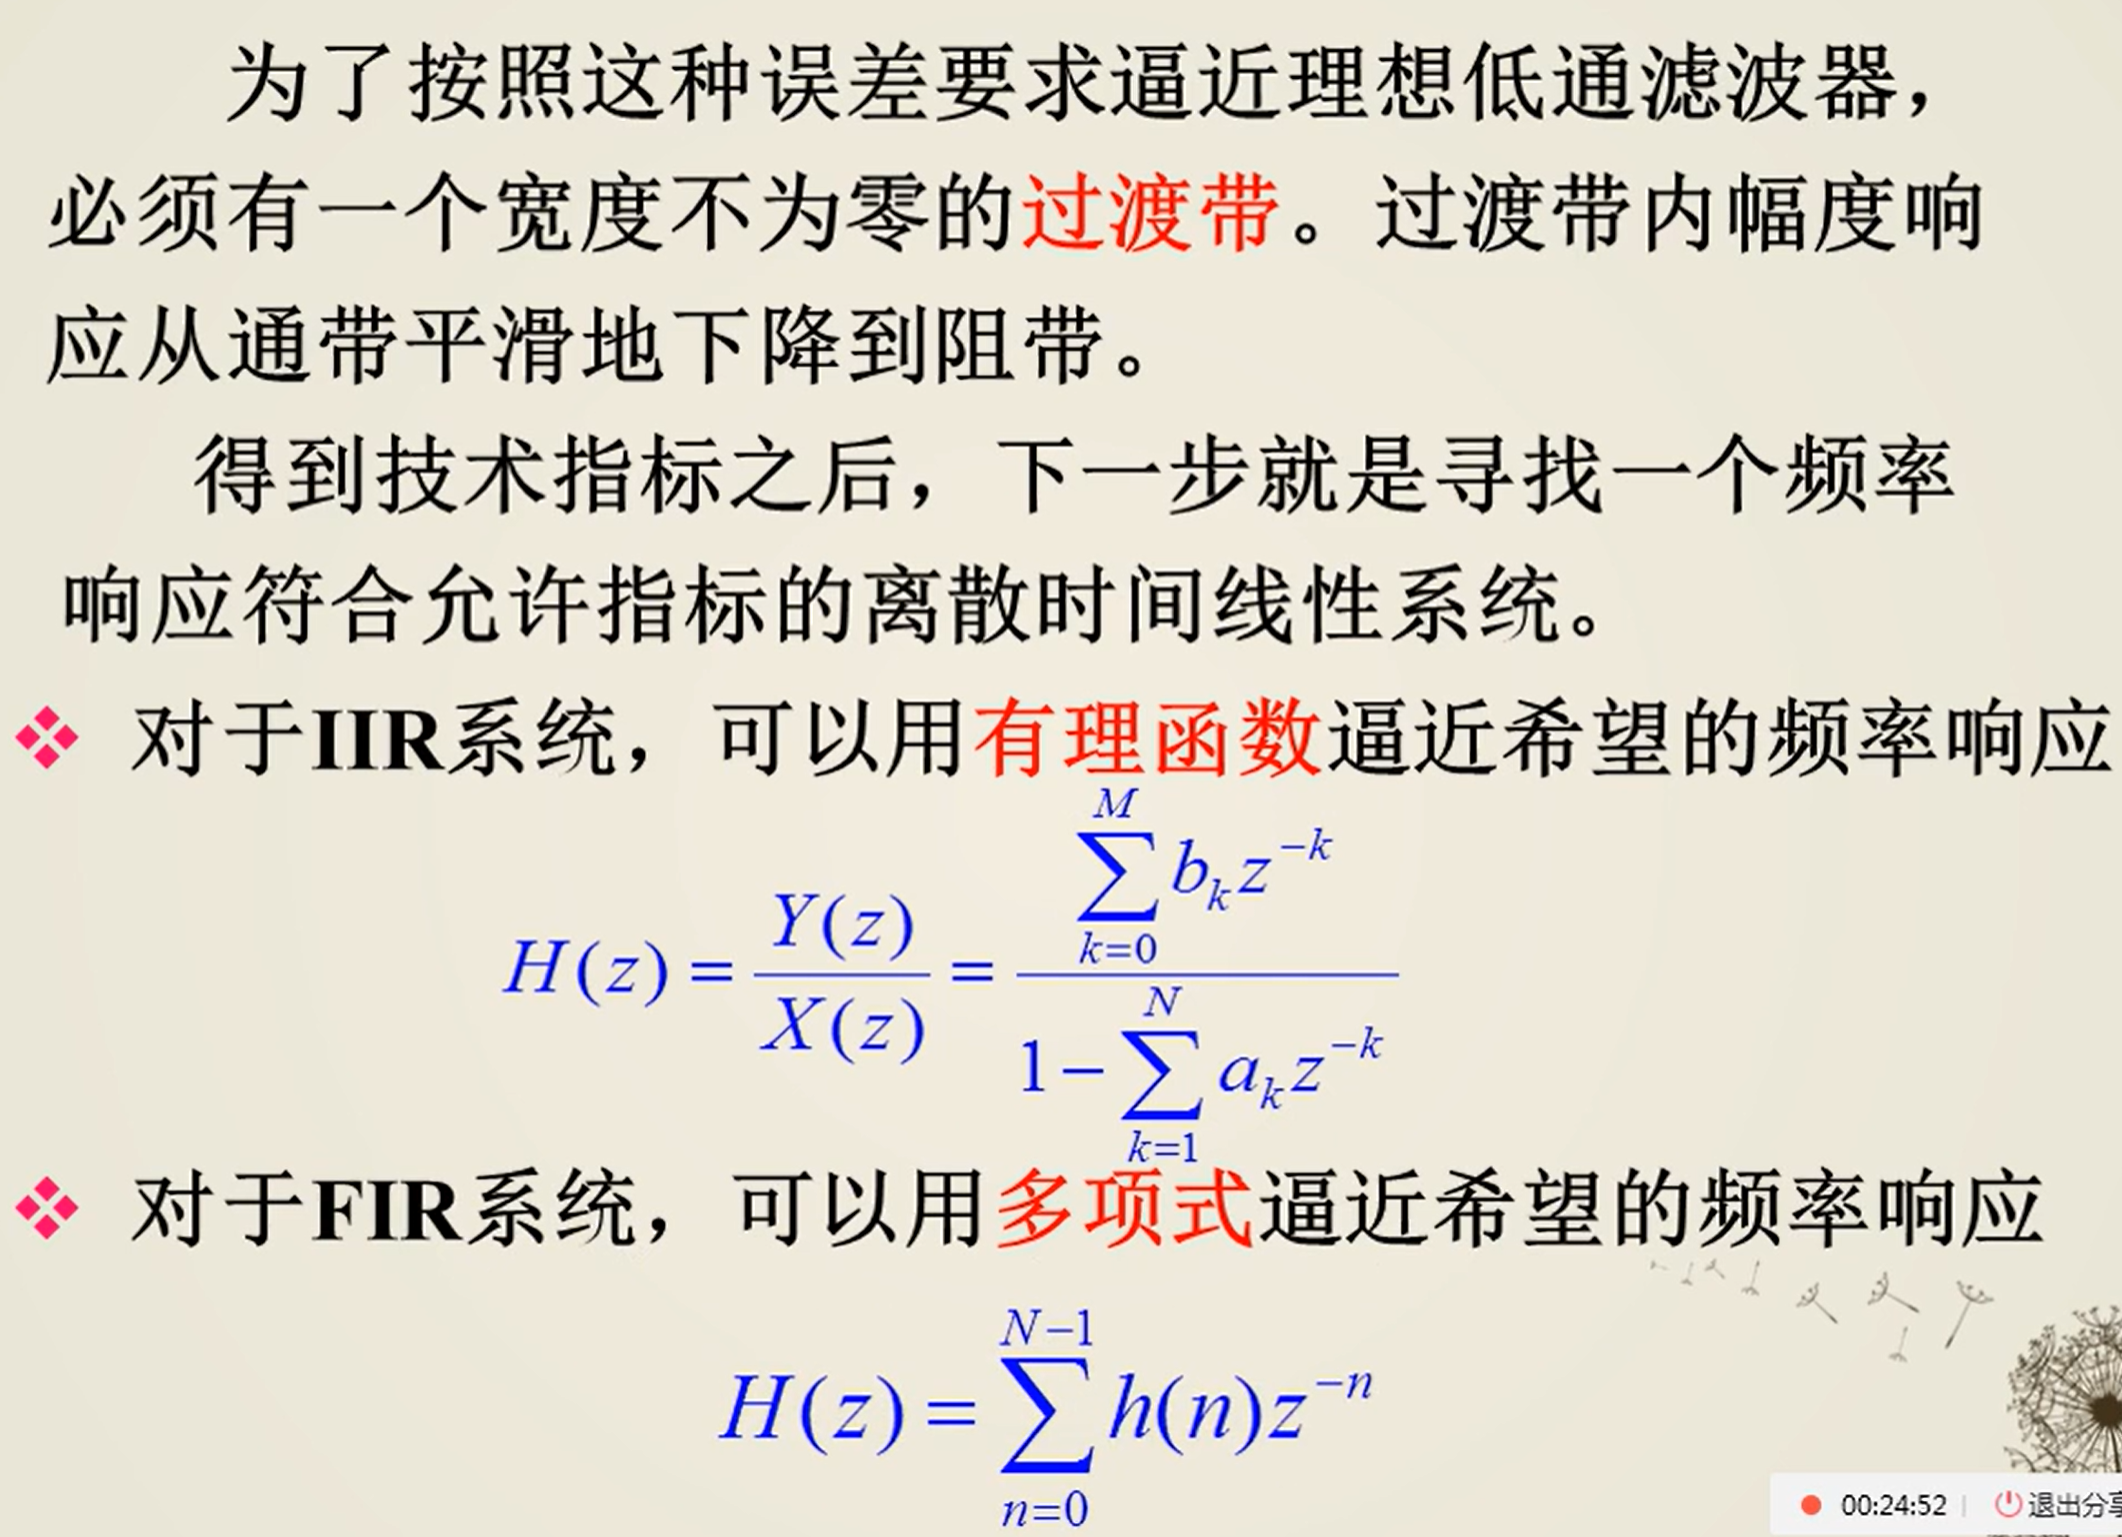 为了按照这种误差要求逼近理想低通滤波器，
必须有一个宽度不为零的过渡带。过渡带内幅度响
应从通带平滑地下降到阻带。
得到技术指标之后，下一步就是寻找一个频率
响应符合允许指标的离散时间线性系统。
❖ 对于IIR系统，可以用有理函数逼近希望的频率响应
H(z) = \frac{Y(z)}{X(z)} = \frac{\sum_{k=0}^{M} b_k z^{-k}}{1-\sum_{k=1}^{N} a_k z^{-k}}
❖ 对于FIR系统，可以用多项式逼近希望的频率响应
H(z) = \sum_{n=0}^{N-1} h(n) z^{-n}
00:24:52 退出分享